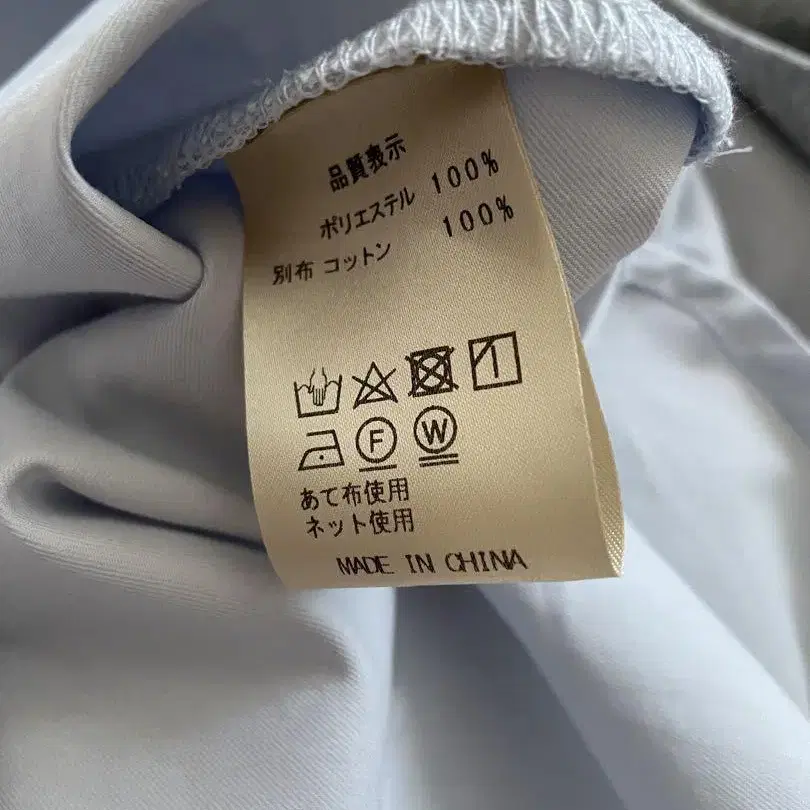 品質表示
ポリエステル 100%
別布 コットン 100%
F W
あて布使用
ネット使用
MADE IN CHINA